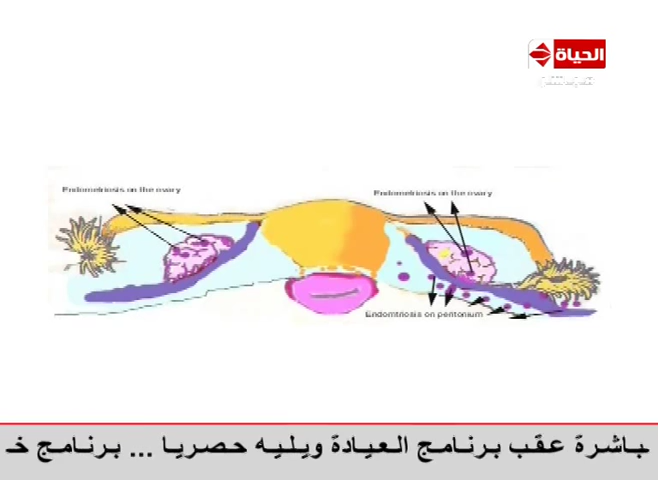 الحياة
Endometriosis on the ovary
Endometriosis on the ovary
Endomtriosis on peritonium
باشرة عقب برنامج العيادة ويليه حصريا ... برنامج خـ